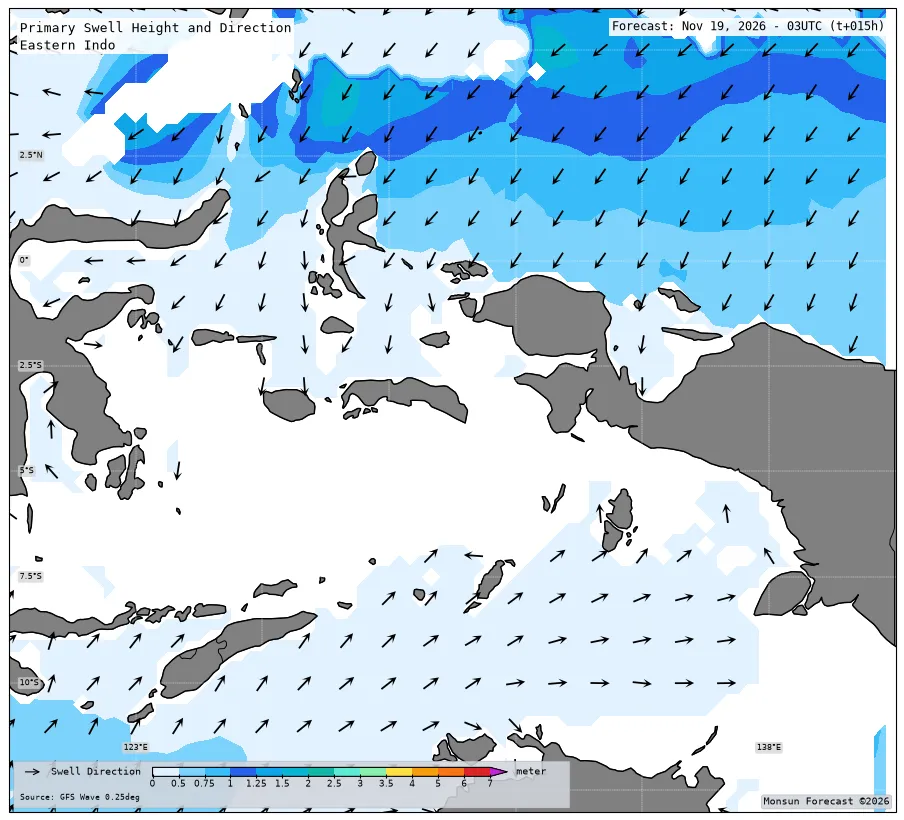 Primary Swell Height and Direction
Eastern Indo
Forecast: Nov 19, 2026 - 03UTC (t+015h)
2.5°N
0°
2.5°S
5°S
7.5°S
10°S
123°E
138°E
Swell Direction
meter
0 0.5 0.75 1 1.25 1.5 1.75 2 2.5 3 3.5 4 5 6 7
Source: GFS Wave 0.25deg
Monsun Forecast ©2026